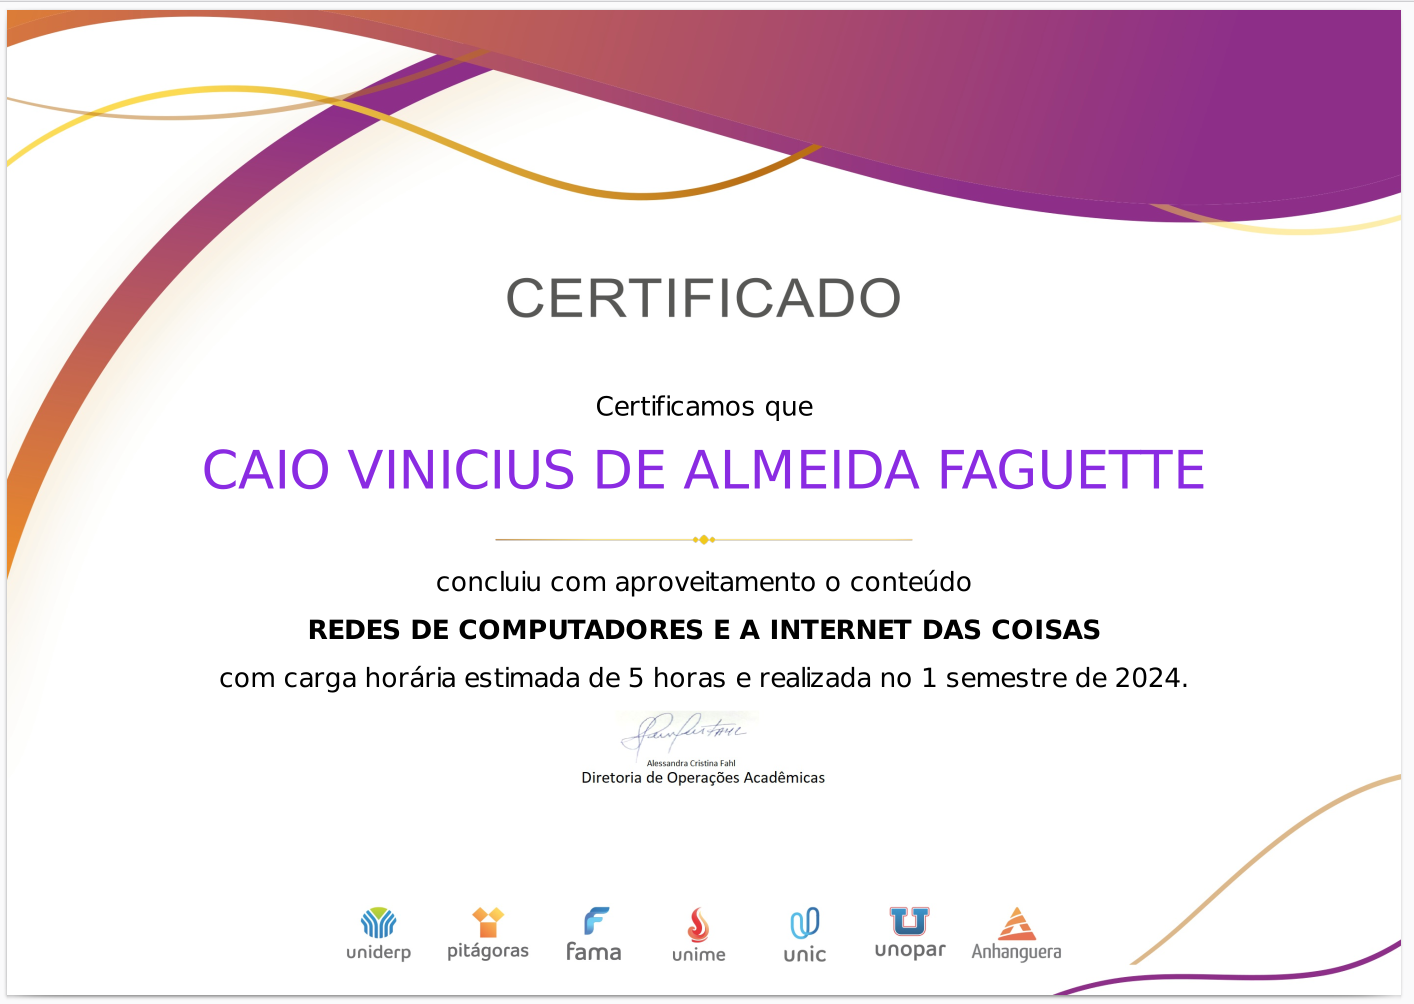 CERTIFICADO
Certificamos que
CAIO VINICIUS DE ALMEIDA FAGUETTE
concluiu com aproveitamento o conteúdo
REDES DE COMPUTADORES E A INTERNET DAS COISAS
com carga horária estimada de 5 horas e realizada no 1 semestre de 2024.
Alessandra Cristina Fahl
Diretoria de Operações Acadêmicas
uniderp pitágoras fama unime unic unopar Anhanguera